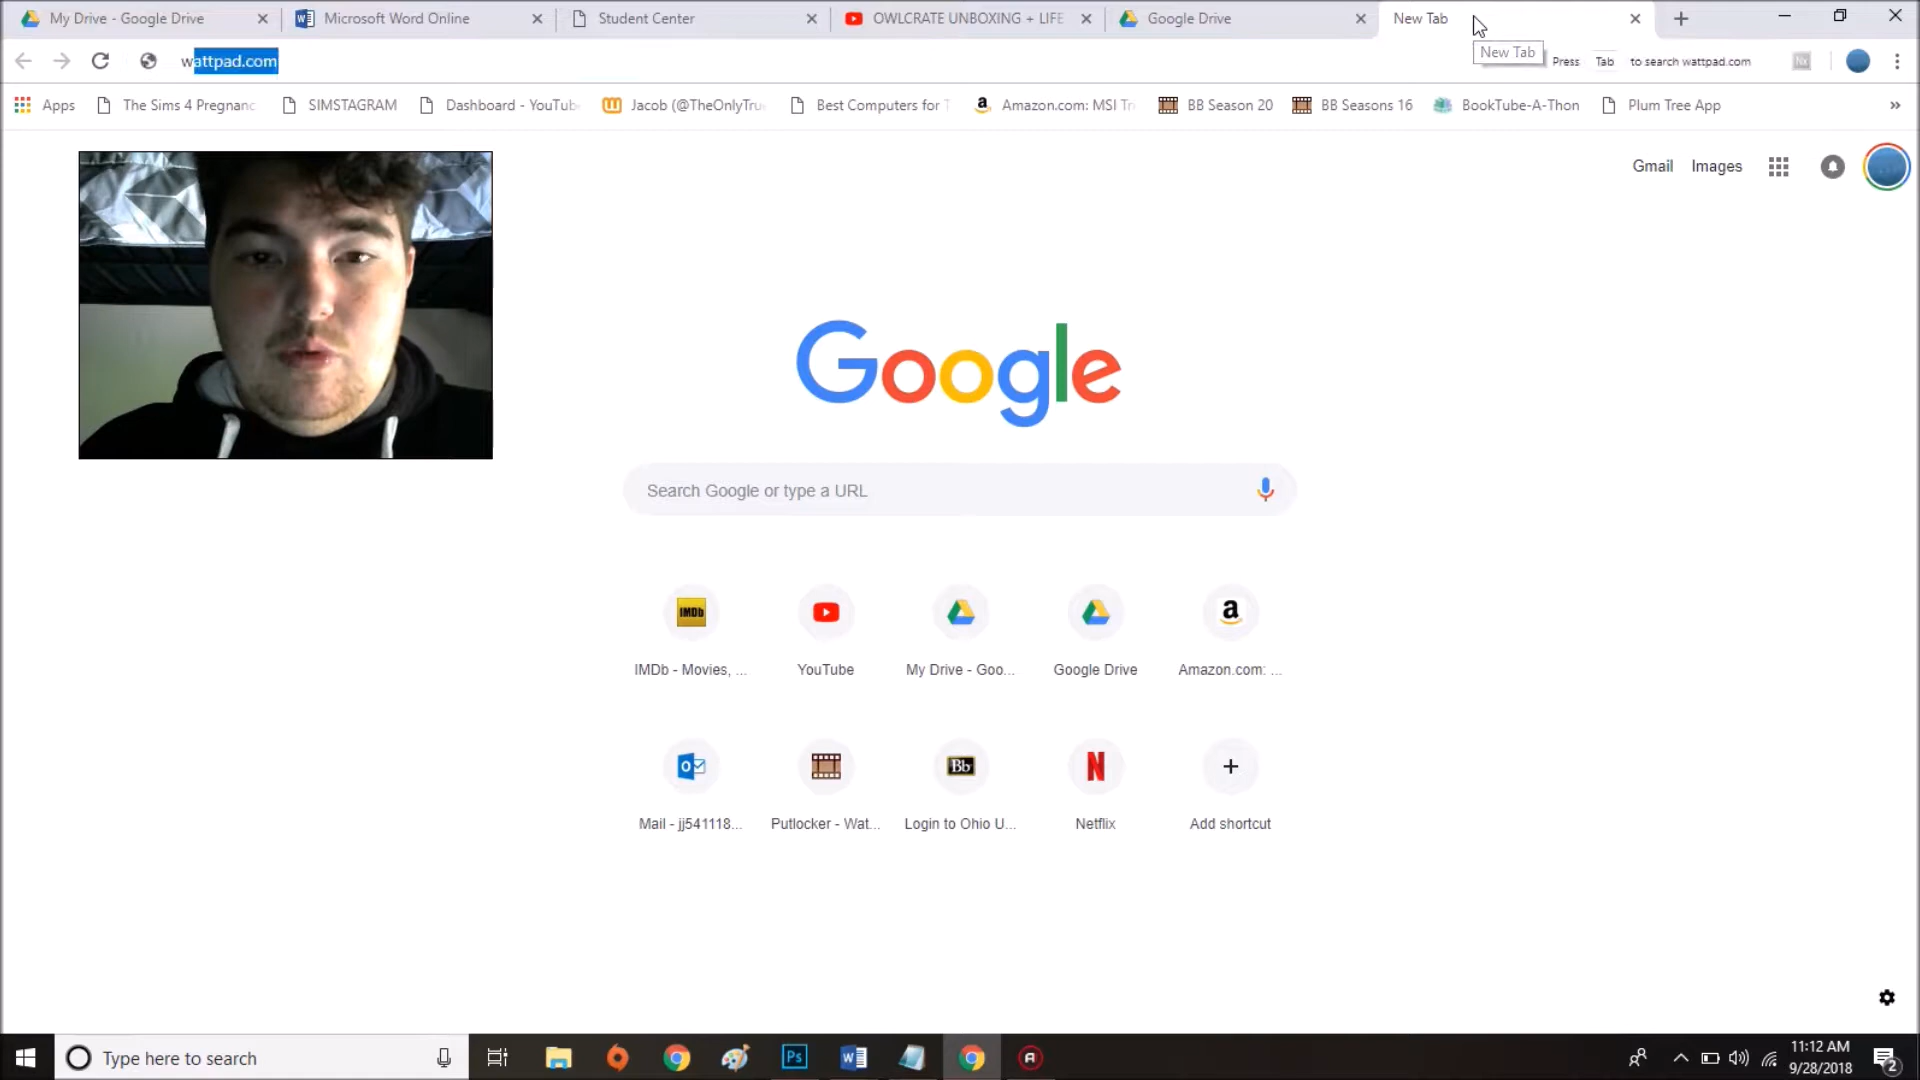 My Drive - Google Drive
Microsoft Word Online
Student Center
OWLCRATE UNBOXING + LIFE
Google Drive
New Tab
wattpad.com
New Tab
Press Tab to search wattpad.com
Apps
The Sims 4 Pregnanc
SIMSTAGRAM
Dashboard - YouTub
Jacob (@TheOnlyTru
Best Computers for T
Amazon.com: MSI Tr
BB Season 20
BB Seasons 16
BookTube-A-Thon
Plum Tree App
»
Gmail
Images
Google
Search Google or type a URL
IMDb
a
IMDb - Movies, ...
YouTube
My Drive - Goo...
Google Drive
Amazon.com: ...
Bb
N
Mail - jj541118...
Putlocker - Wat...
Login to Ohio U...
Netflix
Add shortcut
Type here to search
Ps
11:12 AM
9/28/2018
2